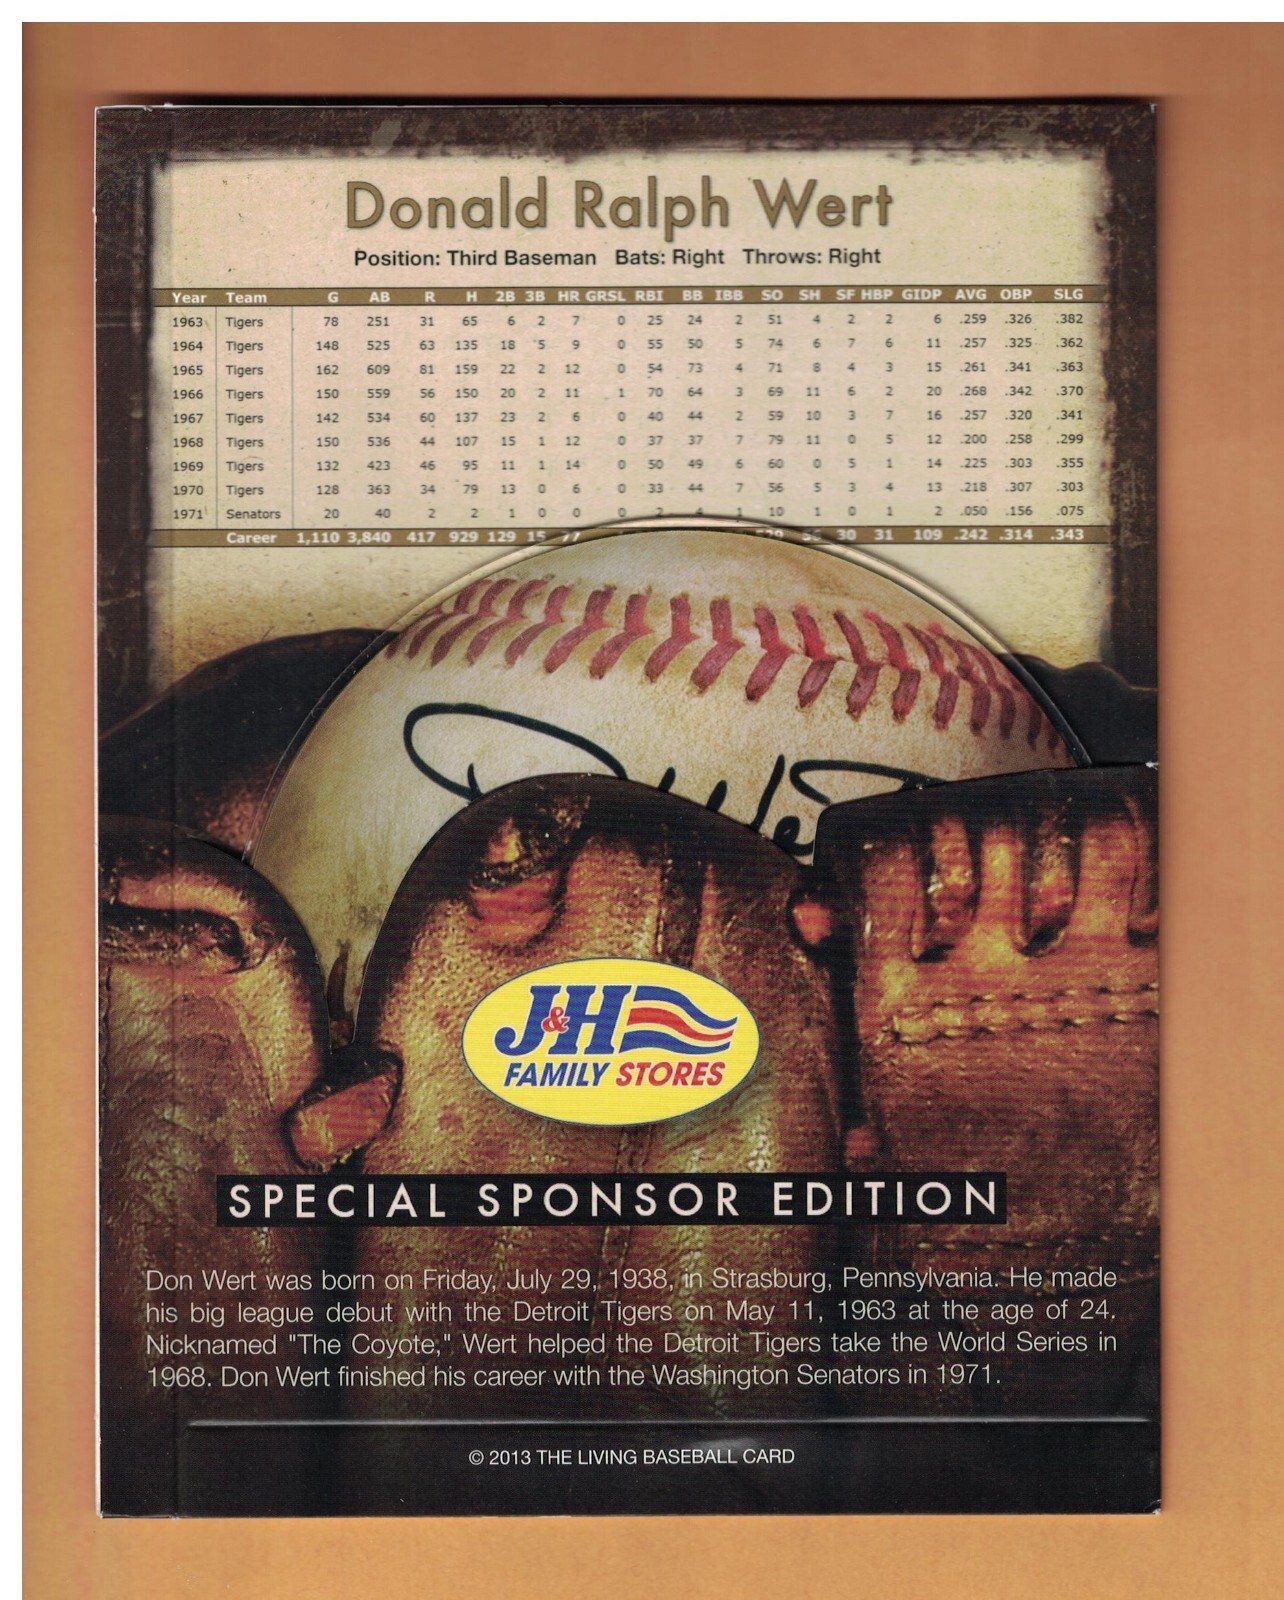 Donald Ralph Wert
Position: Third Baseman Bats: Right Throws: Right
Year Team G AB R H 2B 3B HR GRSL RBI BB IBB SO SH SF HBP GIDP AVG OBP SLG
1963 Tigers 78 251 31 65 6 2 7 0 25 24 2 51 4 2 2 6 .259 .326 .382
1964 Tigers 148 525 63 135 18 5 9 0 55 50 5 74 6 7 6 11 .257 .325 .362
1965 Tigers 162 609 81 159 22 2 12 0 54 73 4 71 8 4 3 15 .261 .341 .363
1966 Tigers 150 559 56 150 20 2 11 1 70 64 3 69 11 6 2 20 .268 .342 .370
1967 Tigers 142 534 60 137 23 2 6 0 40 44 2 59 10 3 7 16 .257 .320 .341
1968 Tigers 150 536 44 107 15 1 12 0 37 37 7 79 11 0 5 12 .200 .258 .299
1969 Tigers 132 423 46 95 11 1 14 0 50 49 6 60 0 5 1 14 .225 .303 .355
1970 Tigers 128 363 34 79 13 0 6 0 33 44 7 56 5 3 4 13 .218 .307 .303
1971 Senators 20 40 2 2 1 0 0 0 2 4 1 10 1 0 1 2 .050 .156 .075
Career 1,110 3,840 417 929 129 15 77 529 30 31 109 .242 .314 .343
D We
J&H
FAMILY STORES
SPECIAL SPONSOR EDITION
Don Wert was born on Friday, July 29, 1938, in Strasburg, Pennsylvania. He made
his big league debut with the Detroit Tigers on May 11, 1963 at the age of 24.
Nicknamed "The Coyote," Wert helped the Detroit Tigers take the World Series in
1968. Don Wert finished his career with the Washington Senators in 1971.
© 2013 THE LIVING BASEBALL CARD